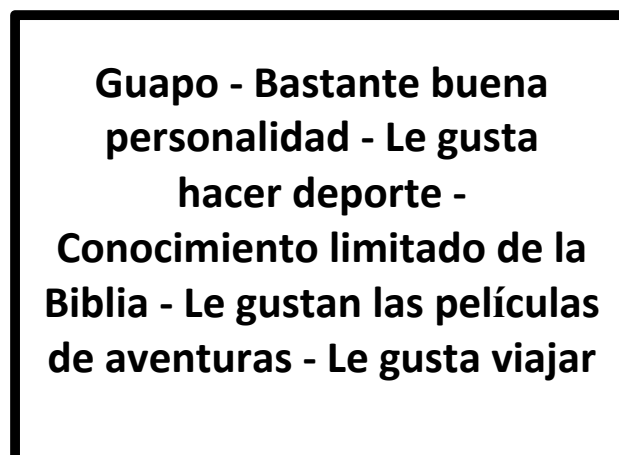 Guapo - Bastante buena
personalidad - Le gusta
hacer deporte -
Conocimiento limitado de la
Biblia - Le gustan las películas
de aventuras - Le gusta viajar